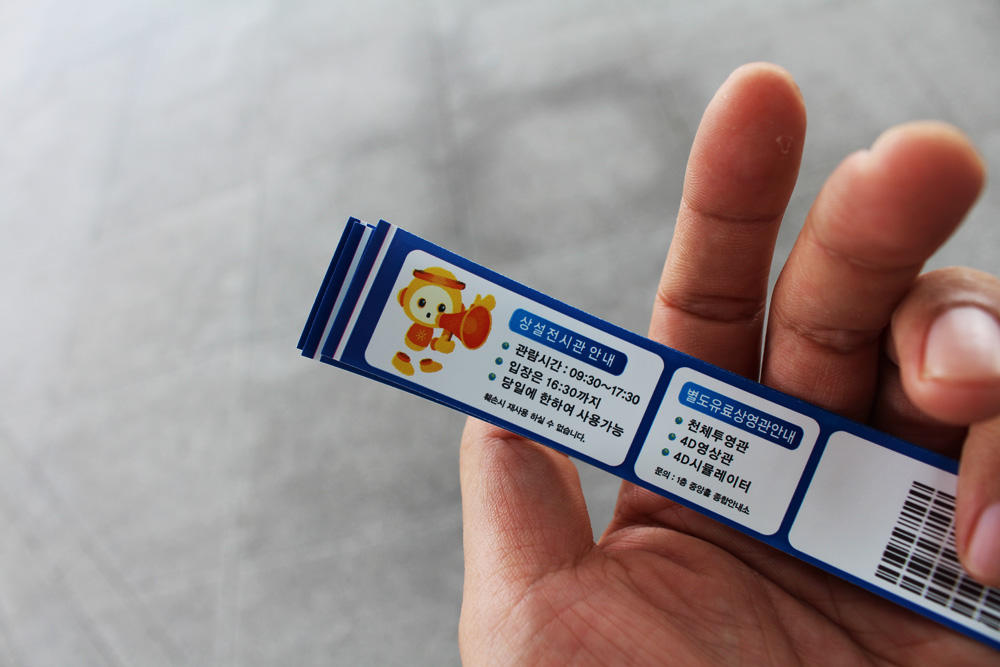 상설전시관 안내
관람시간 : 09:30~17:30
입장은 16:30까지
당일에 한하여 사용가능
훼손시 재사용 하실 수 없습니다.
별도유료상영관안내
천체투영관
4D영상관
4D시뮬레이터
문의 : 1층 중앙홀 종합안내소